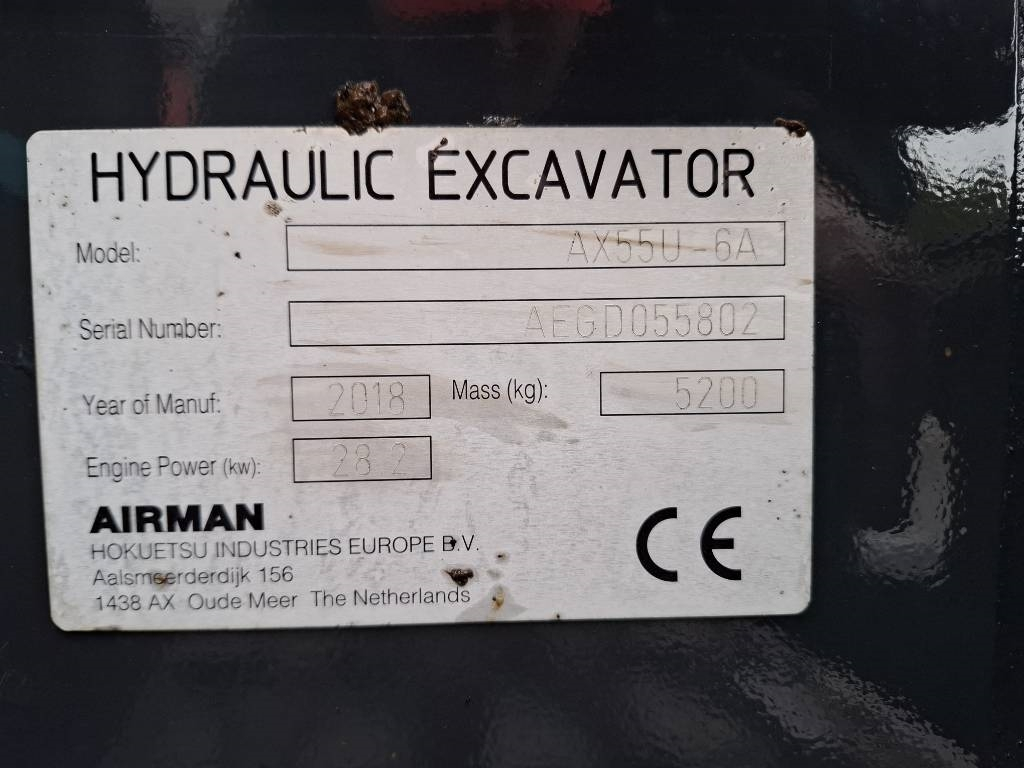 HYDRAULIC EXCAVATOR
Model: AX55U-6A
Serial Number: AEGD055802
Year of Manuf: 2018 Mass (kg): 5200
Engine Power (kw): 28.2
AIRMAN
HOKUETSU INDUSTRIES EUROPE B.V.
Aalsmeerderdijk 156
1438 AX Oude Meer The Netherlands
CE